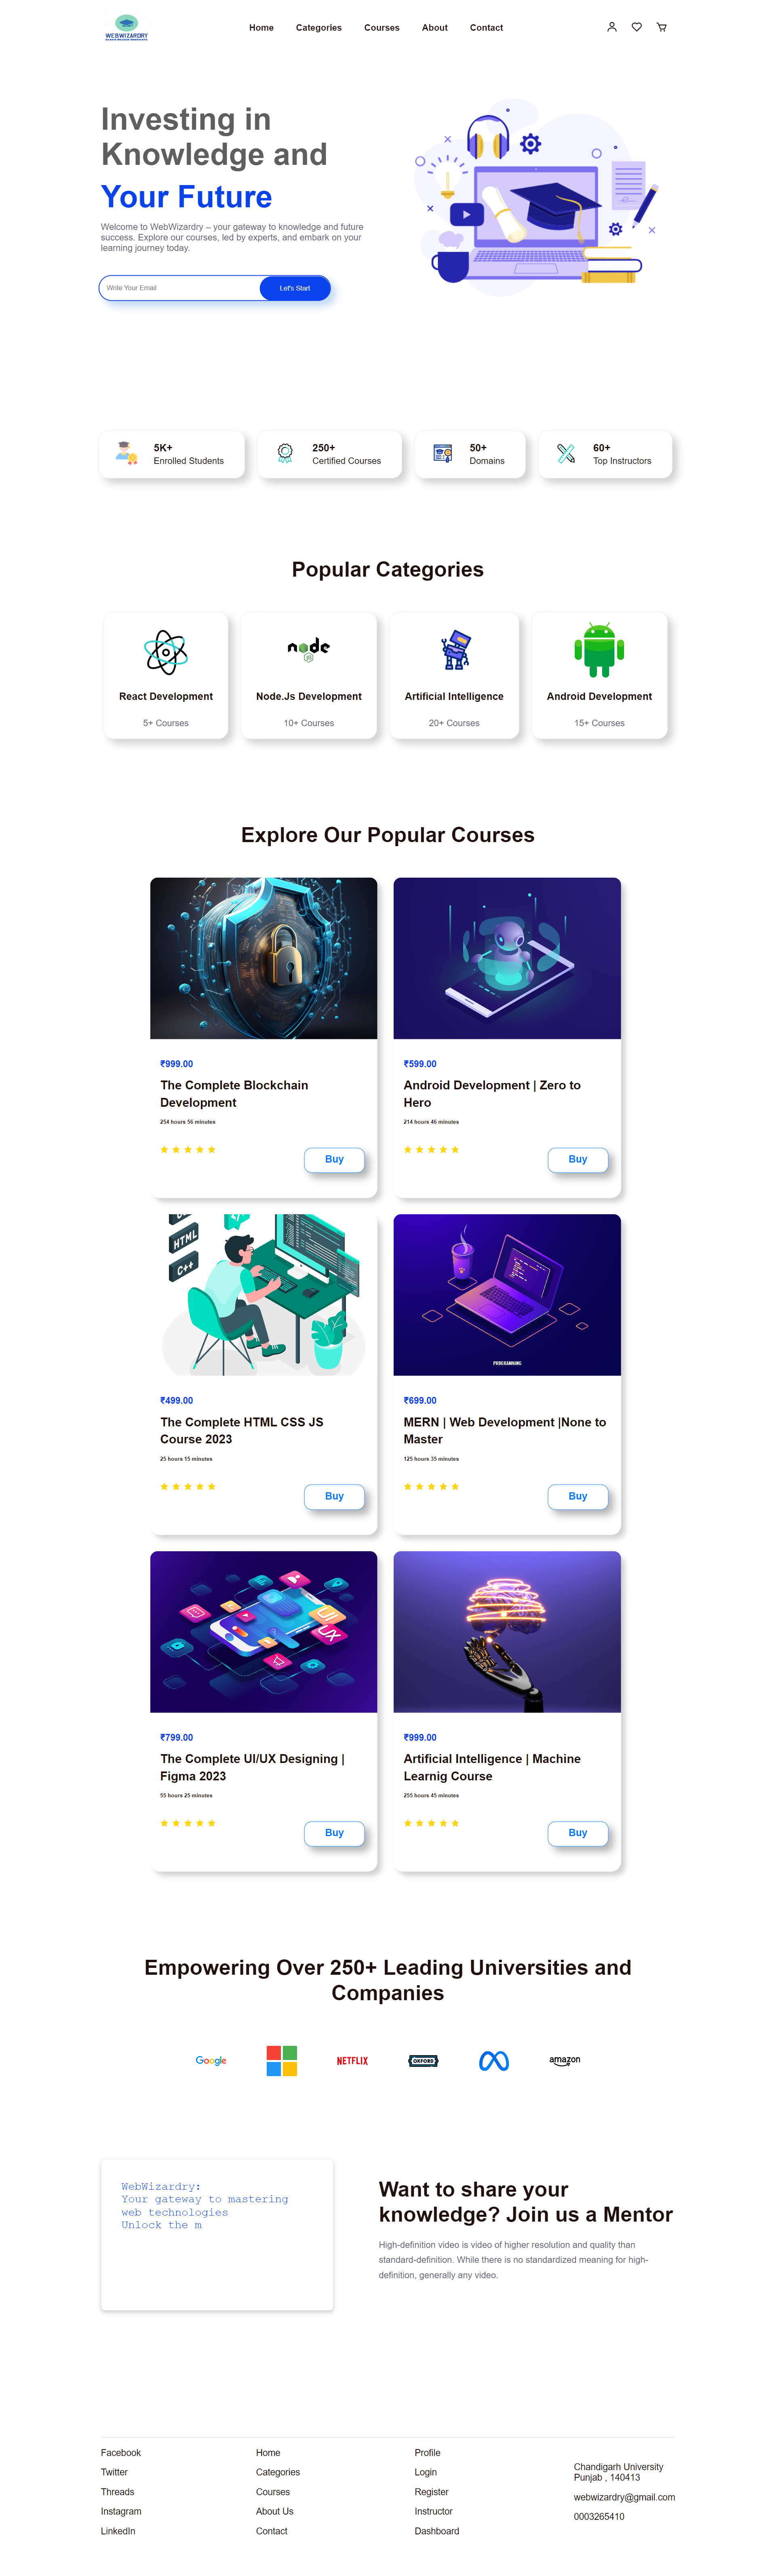 WEBWIZARDRY
Home
Categories
Courses
About
Contact
Investing in
Knowledge and
Your Future
Welcome to WebWizardry – your gateway to knowledge and future
success. Explore our courses, led by experts, and embark on your
learning journey today.
Write Your Email
Let's Start
5K+
Enrolled Students
250+
Certified Courses
50+
Domains
60+
Top Instructors
Popular Categories
node
JS
React Development
Node.Js Development
Artificial Intelligence
Android Development
5+ Courses
10+ Courses
20+ Courses
15+ Courses
Explore Our Popular Courses
₹999.00
The Complete Blockchain
Development
254 hours 56 minutes
Buy
₹599.00
Android Development | Zero to
Hero
214 hours 46 minutes
Buy
HTML
C++
₹499.00
The Complete HTML CSS JS
Course 2023
25 hours 15 minutes
Buy
PROGRAMMING
₹699.00
MERN | Web Development |None to
Master
125 hours 35 minutes
Buy
UI
UX
₹799.00
The Complete UI/UX Designing |
Figma 2023
55 hours 25 minutes
Buy
₹999.00
Artificial Intelligence | Machine
Learnig Course
255 hours 45 minutes
Buy
Empowering Over 250+ Leading Universities and
Companies
Google
NETFLIX
OXFORD
amazon
WebWizardry:
Your gateway to mastering
web technologies
Unlock the m
Want to share your
knowledge? Join us a Mentor
High-definition video is video of higher resolution and quality than
standard-definition. While there is no standardized meaning for high-
definition, generally any video.
Facebook
Twitter
Threads
Instagram
LinkedIn
Home
Categories
Courses
About Us
Contact
Profile
Login
Register
Instructor
Dashboard
Chandigarh University
Punjab , 140413
webwizardry@gmail.com
0003265410